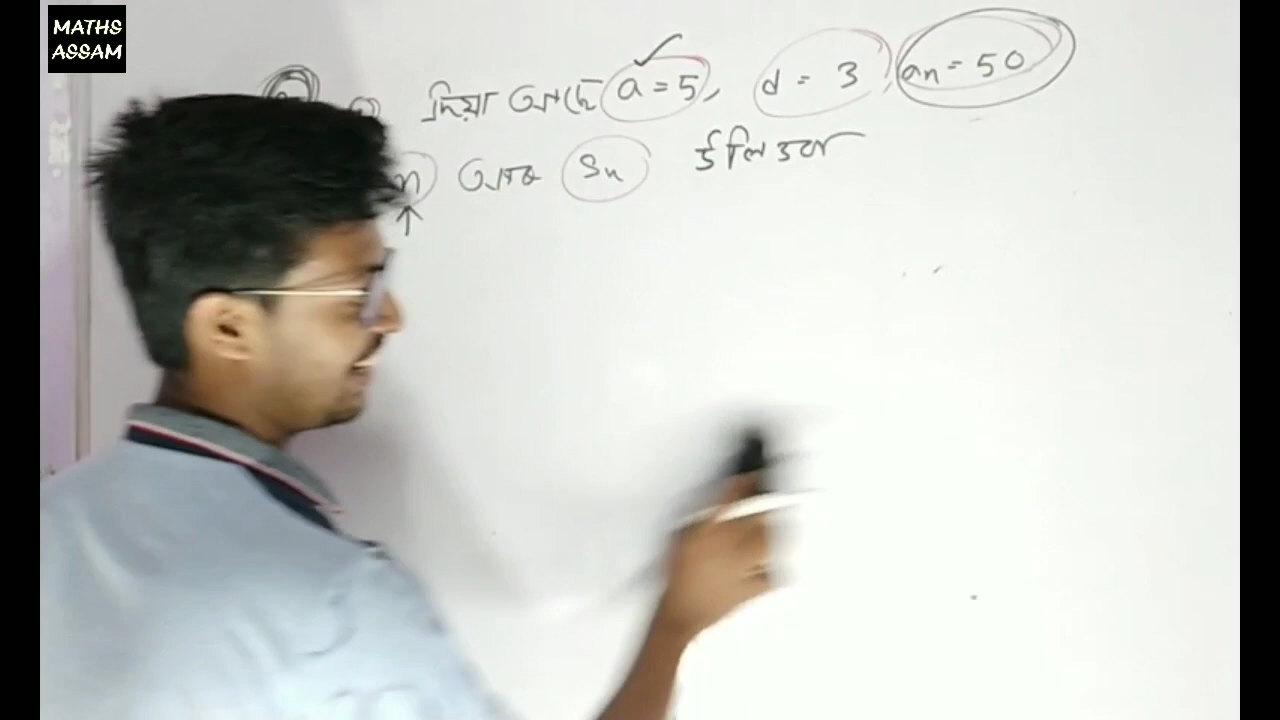 MATHS
ASSAM
দিয়া আছে a = 5, d = 3, an = 50
n আৰু Sn উলিওৱা